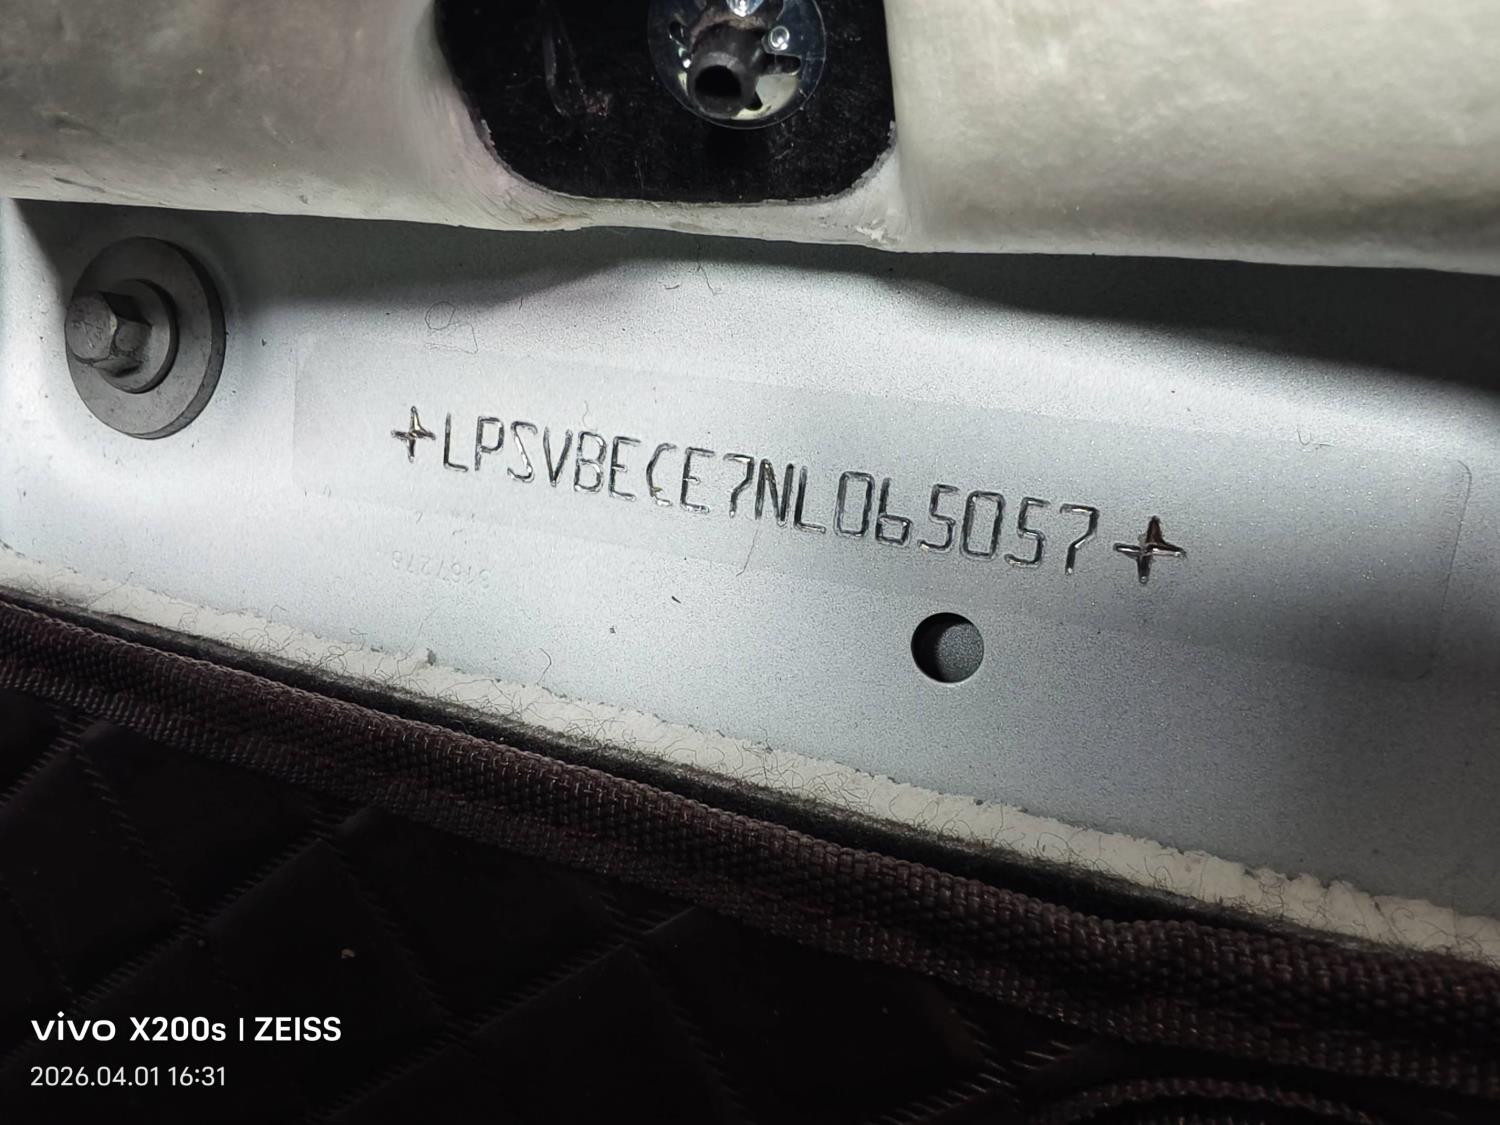 +LPSVBECE7NL065057+
vivo X200s | ZEISS
2026.04.01 16:31